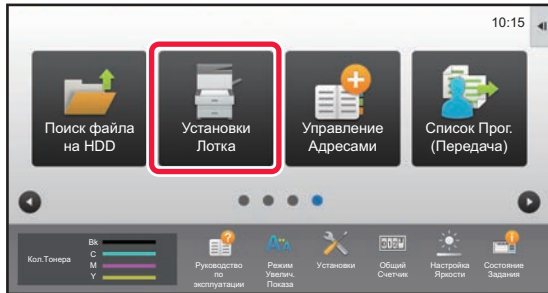 10:15
Поиск файла
на HDD
Установки
Лотка
Управление
Адресами
Список Прог.
(Передача)
Кол.Тонера
Bk
C
M
Y
Руководство
по
эксплуатации
Режим
Увелич.
Показа
Установки
Общий
Счетчик
Настройка
Яркости
Состояние
Задания